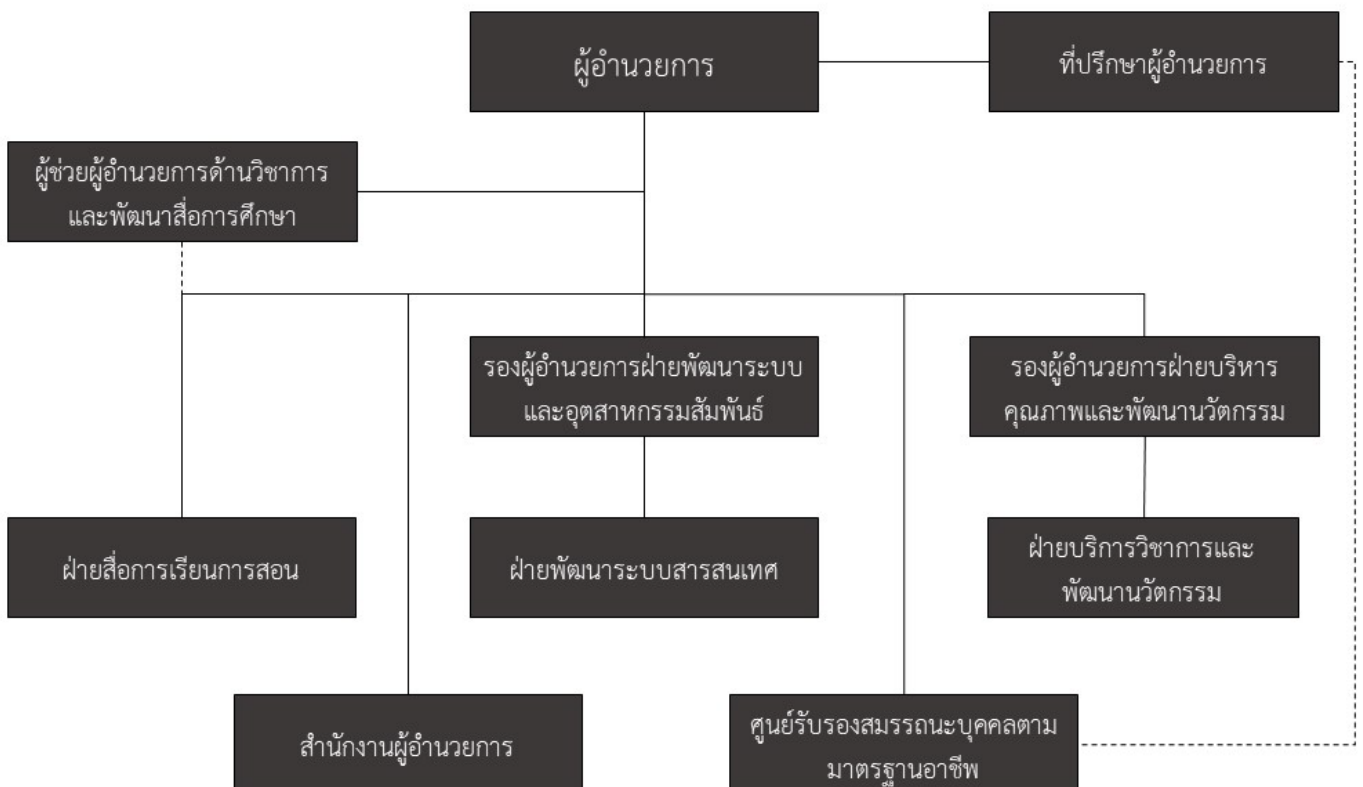 ผู้อำนวยการ
ที่ปรึกษาผู้อำนวยการ
ผู้ช่วยผู้อำนวยการด้านวิชาการ
และพัฒนาสื่อการศึกษา
รองผู้อำนวยการฝ่ายพัฒนาระบบ
และอุตสาหกรรมสัมพันธ์
รองผู้อำนวยการฝ่ายบริหาร
คุณภาพและพัฒนานวัตกรรม
ฝ่ายสื่อการเรียนการสอน
ฝ่ายพัฒนาระบบสารสนเทศ
ฝ่ายบริการวิชาการและ
พัฒนานวัตกรรม
สำนักงานผู้อำนวยการ
ศูนย์รับรองสมรรถนะบุคคลตาม
มาตรฐานอาชีพ